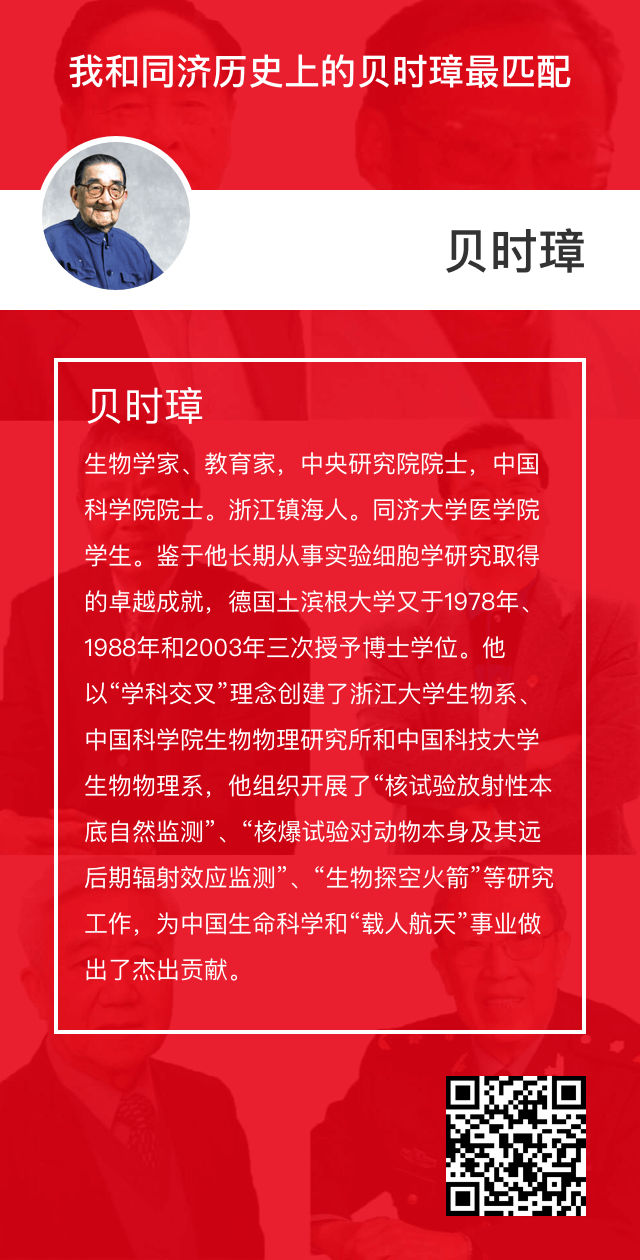 我和同济历史上的贝时璋最匹配
贝时璋
贝时璋
生物学家、教育家，中央研究院院士，中国
科学院院士。浙江镇海人。同济大学医学院
学生。鉴于他长期从事实验细胞学研究取得
的卓越成就，德国土滨根大学又于1978年、
1988年和2003年三次授予博士学位。他
以“学科交叉”理念创建了浙江大学生物系、
中国科学院生物物理研究所和中国科技大学
生物物理系，他组织开展了“核试验放射性本
底自然监测”、“核爆试验对动物本身及其远
后期辐射效应监测”、“生物探空火箭”等研究
工作，为中国生命科学和“载人航天”事业做
出了杰出贡献。